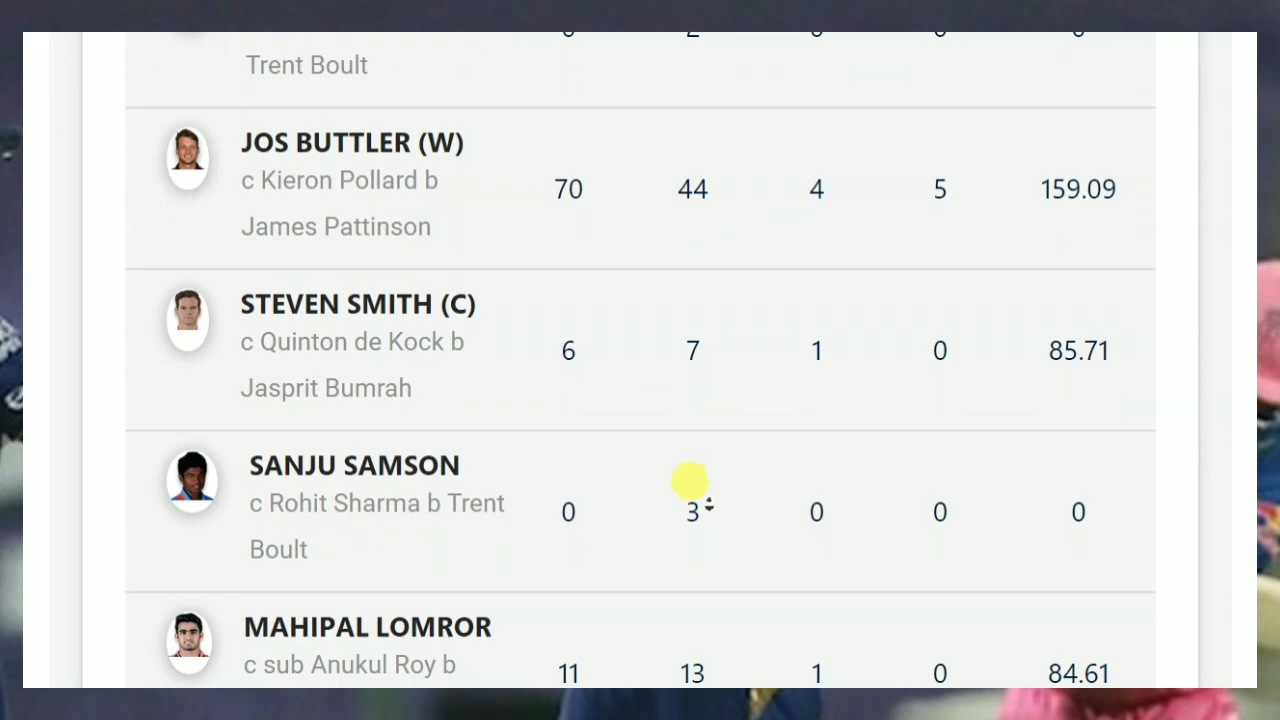 Trent Boult
JOS BUTTLER (W)
c Kieron Pollard b
James Pattinson
70 44 4 5 159.09
STEVEN SMITH (C)
c Quinton de Kock b
Jasprit Bumrah
6 7 1 0 85.71
SANJU SAMSON
c Rohit Sharma b Trent
Boult
0 3 0 0 0
MAHIPAL LOMROR
c sub Anukul Roy b
11 13 1 0 84.61